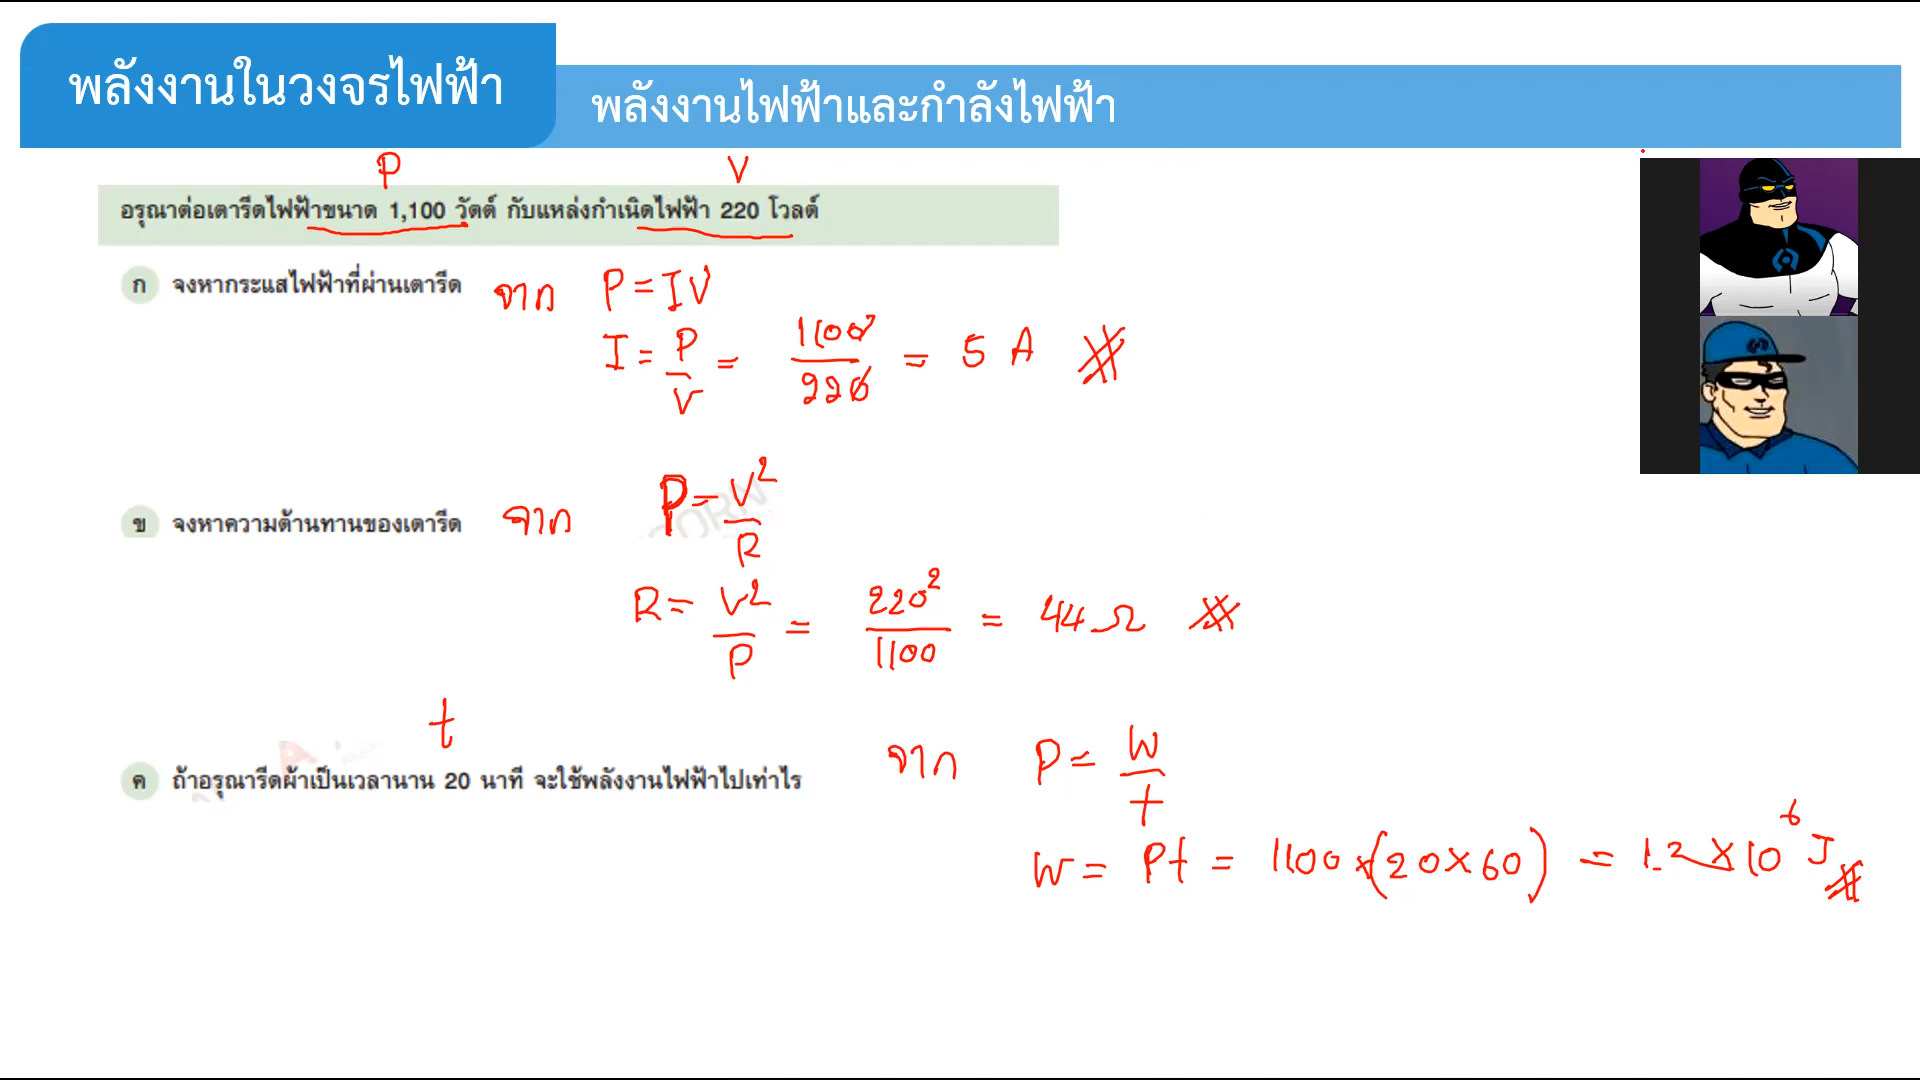 พลังงานในวงจรไฟฟ้า
พลังงานไฟฟ้าและกำลังไฟฟ้า
P V
อรุณาต่อเตารีดไฟฟ้าขนาด 1,100 วัตต์ กับแหล่งกำเนิดไฟฟ้า 220 โวลต์
ก จงหากระแสไฟฟ้าที่ผ่านเตารีด จาก P = IV
I = P/V = 1100/220 = 5 A
ข จงหาความต้านทานของเตารีด จาก P = V²/R
R = V²/P = 220²/1100 = 44 Ω
t
ค ถ้าอรุณารีดผ้าเป็นเวลานาน 20 นาที จะใช้พลังงานไฟฟ้าไปเท่าไร จาก P = W/t
W = Pt = 1100 × (20 × 60) = 1.2 × 10⁶ J